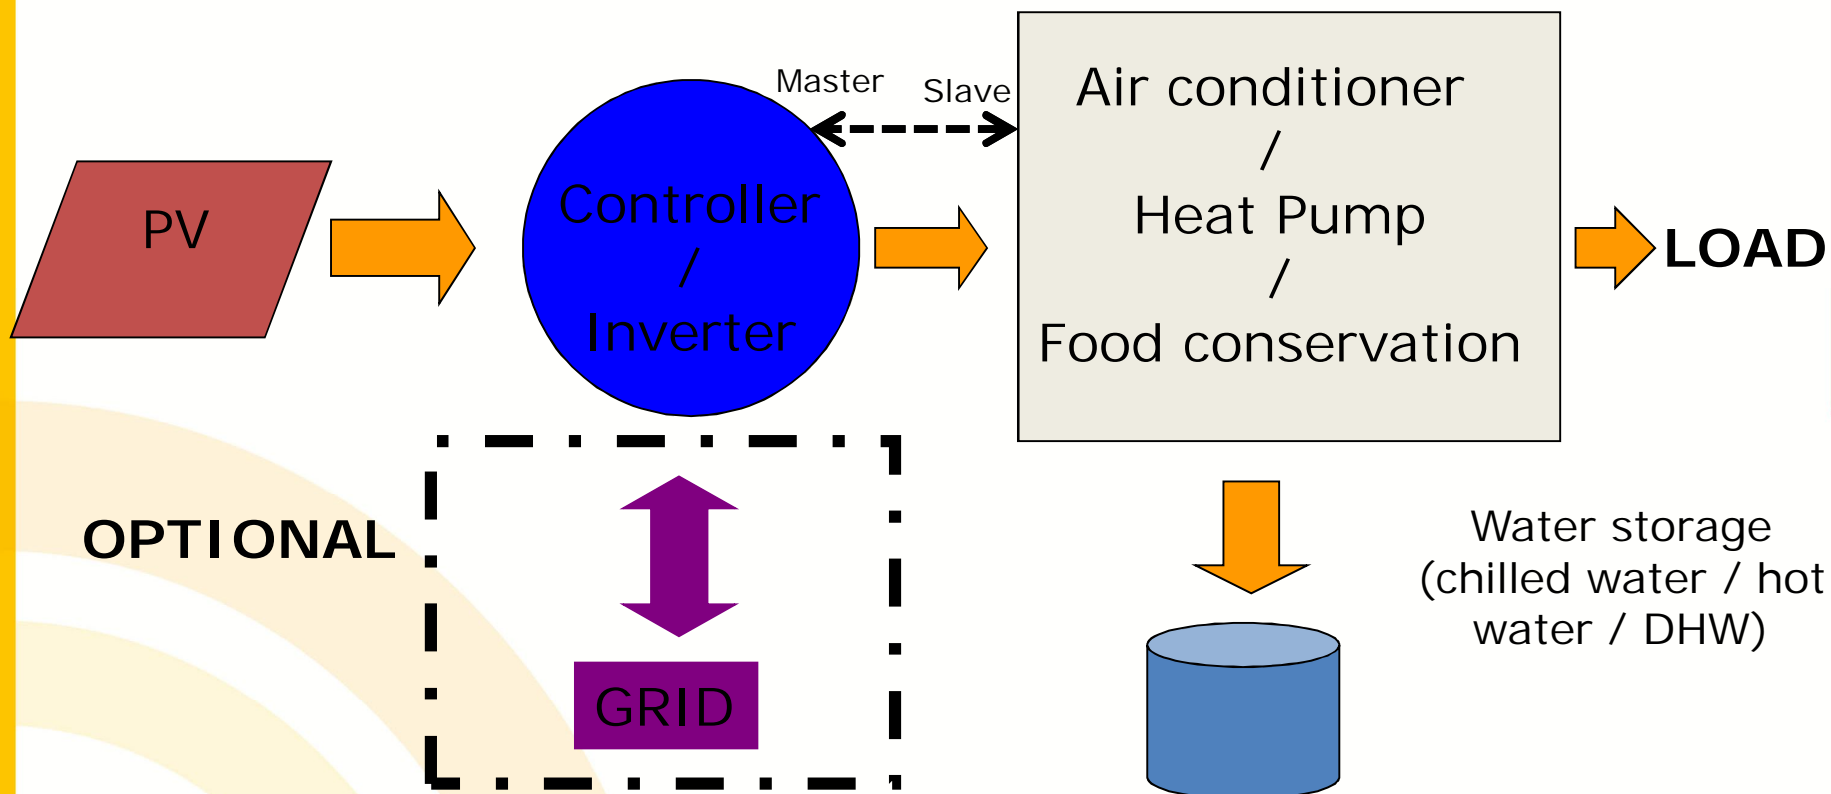 Master
Slave
PV
Controller
/
Inverter
Air conditioner
/
Heat Pump
/
Food conservation
LOAD
OPTIONAL
GRID
Water storage
(chilled water / hot
water / DHW)